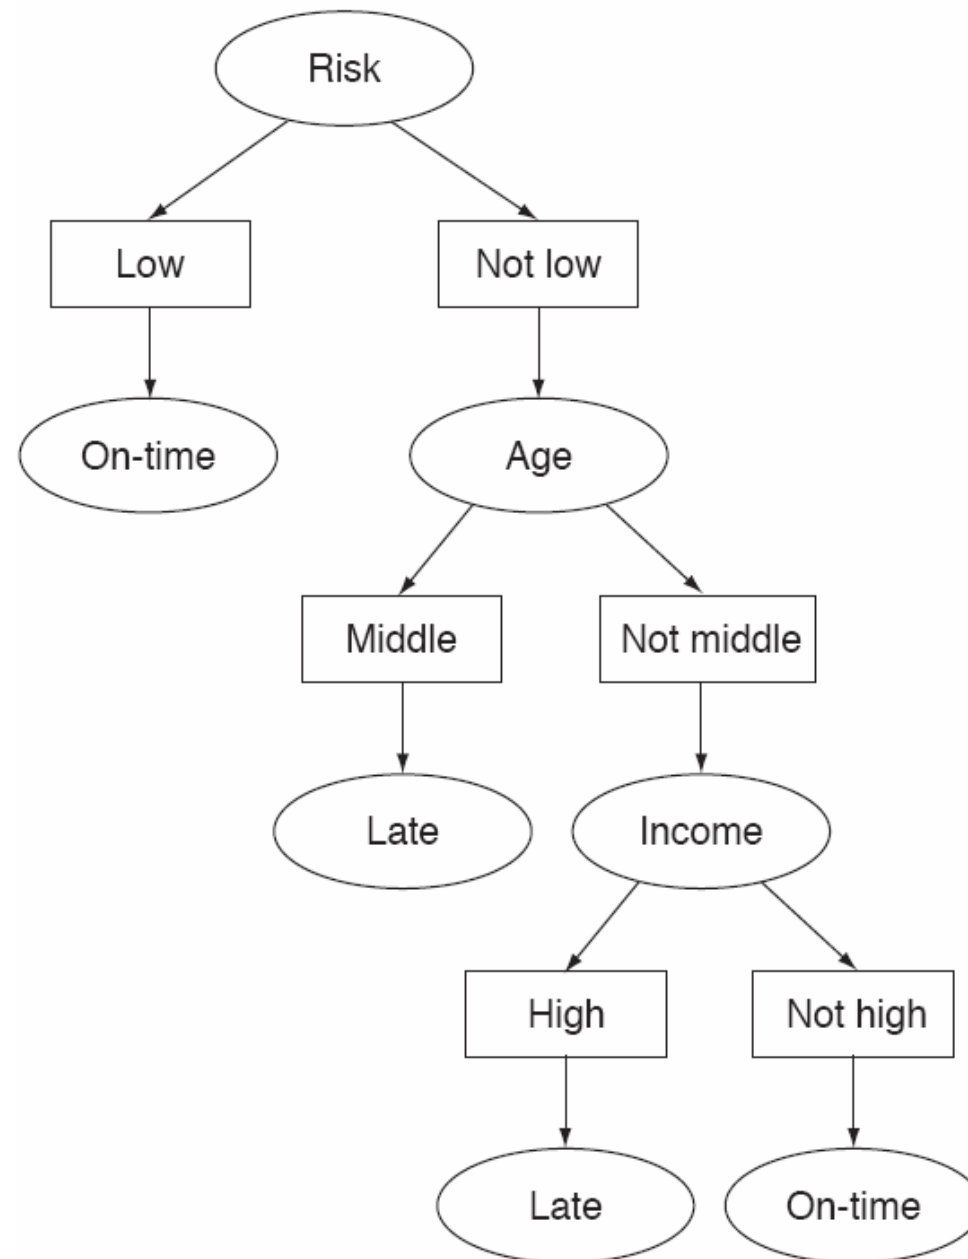 Risk
Low
Not low
On-time
Age
Middle
Not middle
Late
Income
High
Not high
Late
On-time